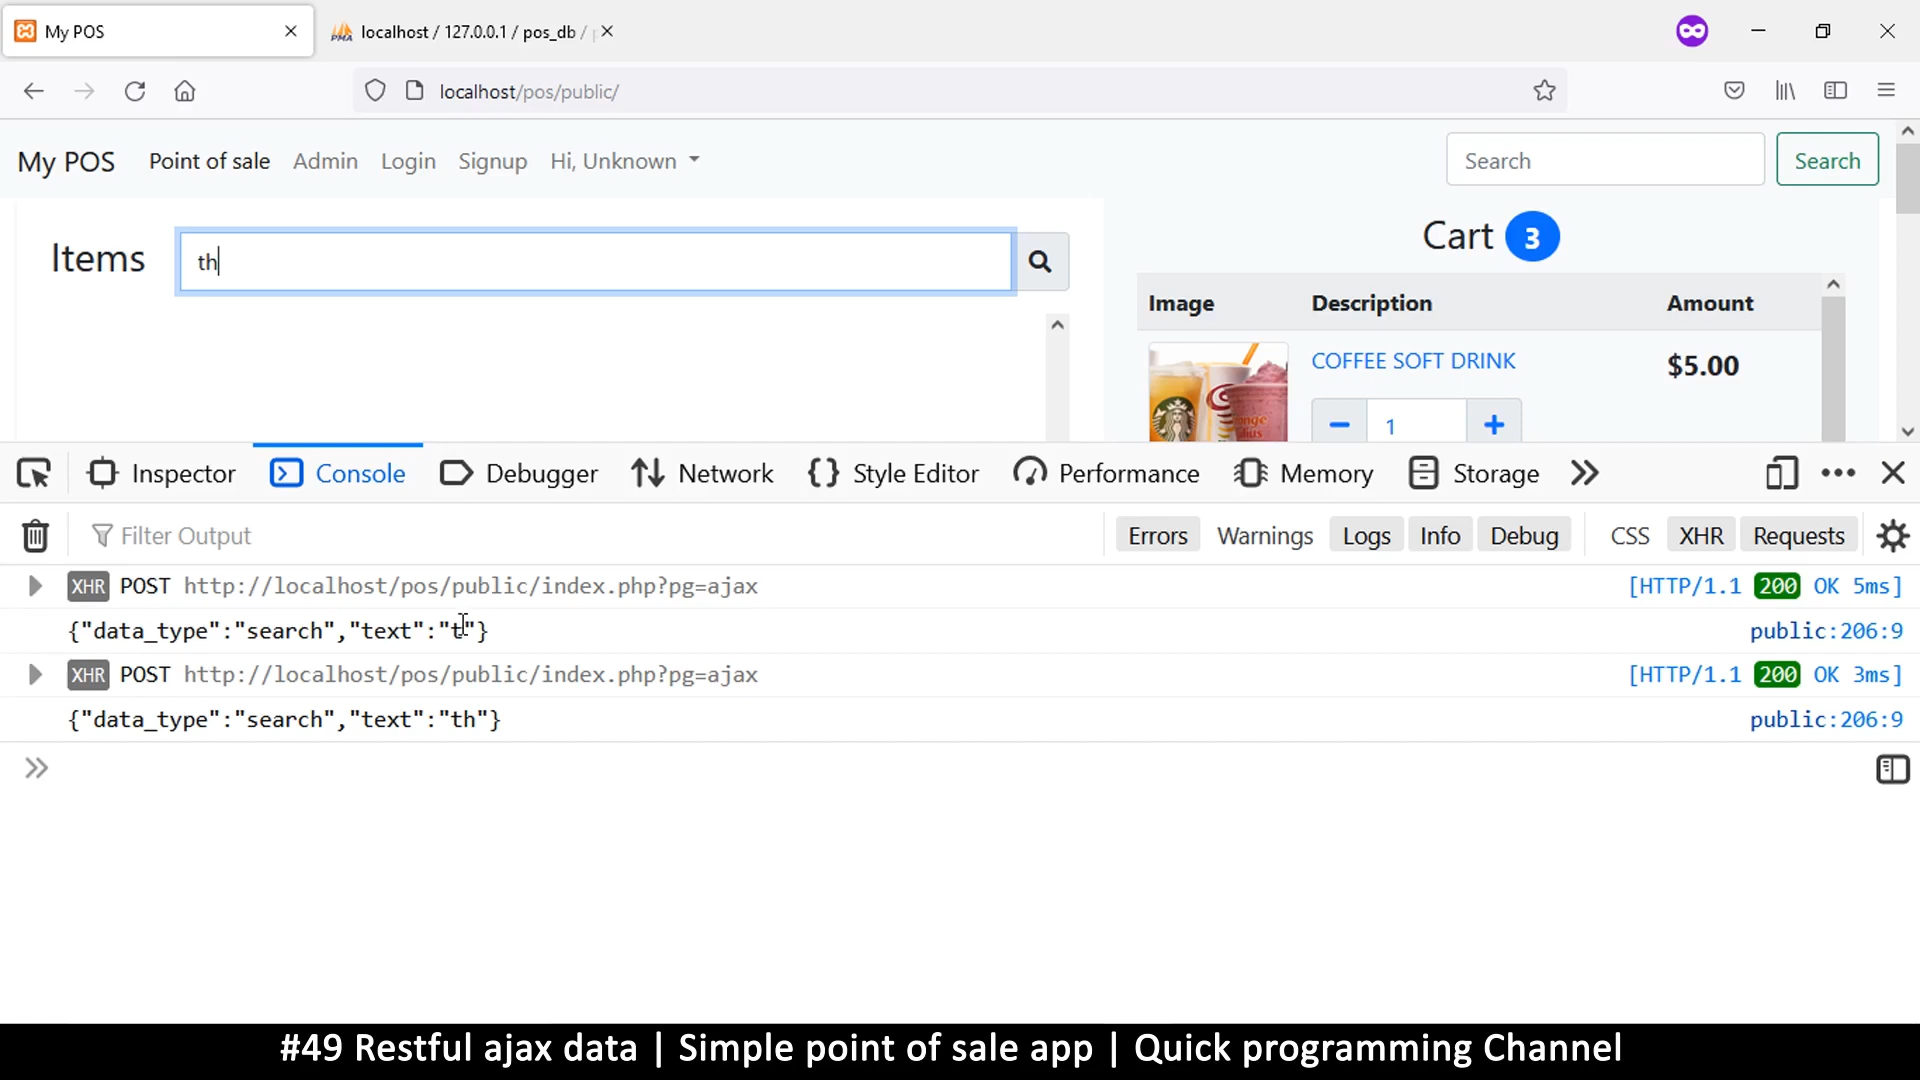 My POS
localhost / 127.0.0.1 / pos_db /
localhost/pos/public/
My POS Point of sale Admin Login Signup Hi, Unknown Search Search
Items th
Cart 3
Image Description Amount
COFFEE SOFT DRINK $5.00
1
Inspector Console Debugger Network Style Editor Performance Memory Storage
Filter Output Errors Warnings Logs Info Debug CSS XHR Requests
XHR POST http://localhost/pos/public/index.php?pg=ajax [HTTP/1.1 200 OK 5ms]
{"data_type":"search","text":"t"} public:206:9
XHR POST http://localhost/pos/public/index.php?pg=ajax [HTTP/1.1 200 OK 3ms]
{"data_type":"search","text":"th"} public:206:9
#49 Restful ajax data | Simple point of sale app | Quick programming Channel